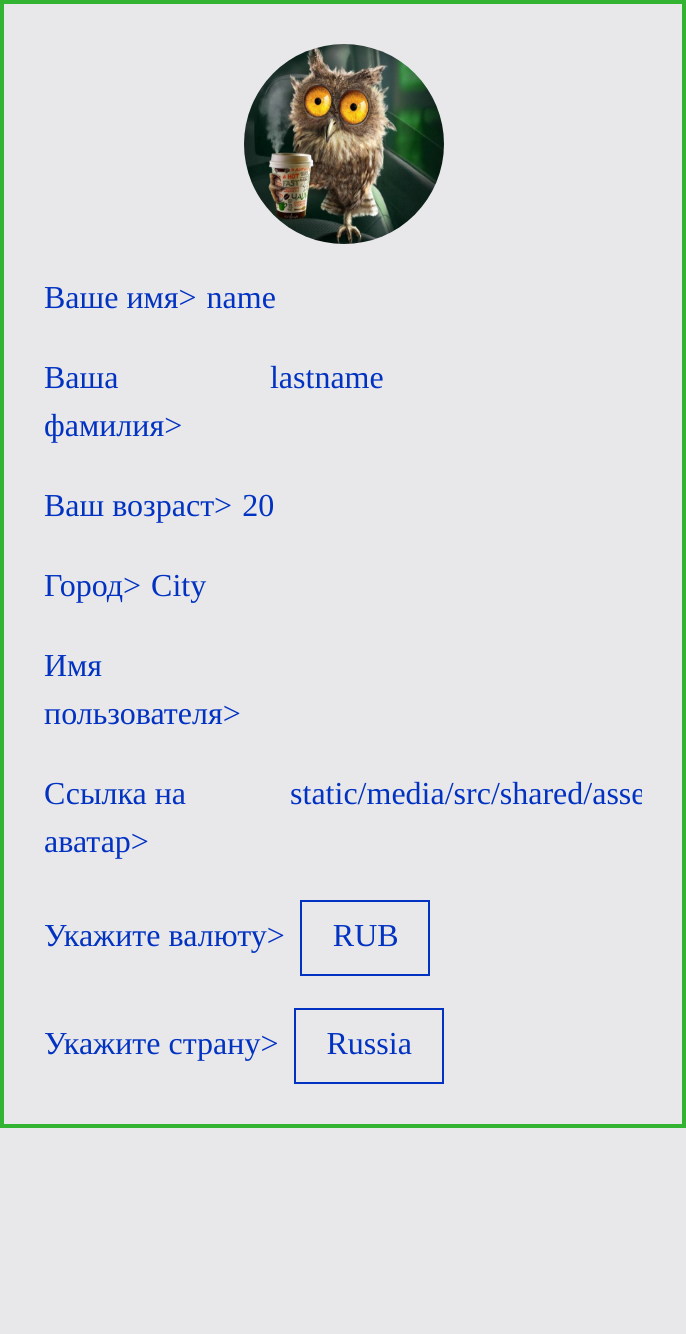 Ваше имя> name
Ваша lastname
фамилия>
Ваш возраст> 20
Город> City
Имя
пользователя>
Ссылка на static/media/src/shared/asse
аватар>
Укажите валюту> RUB
Укажите страну> Russia